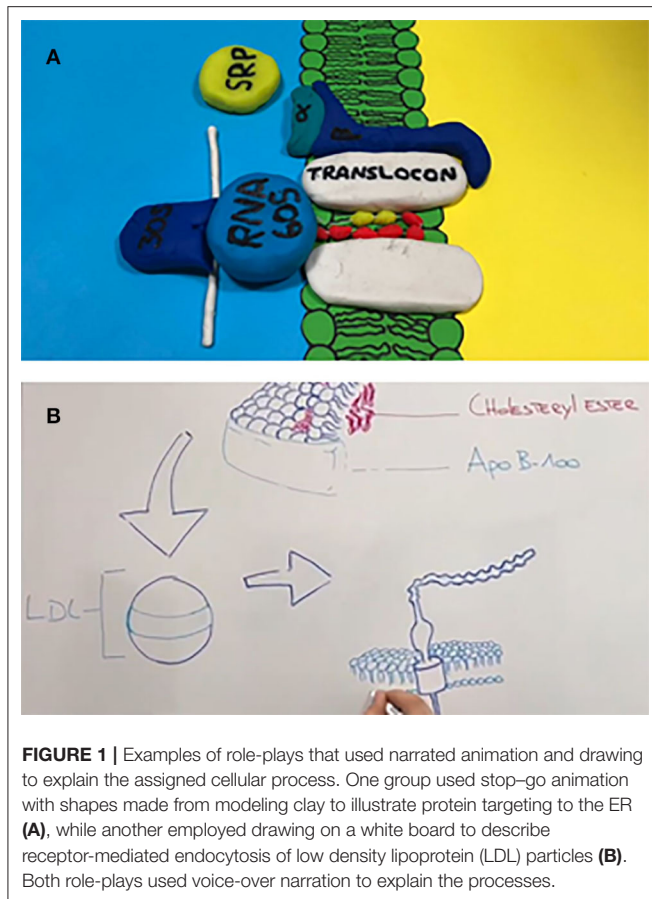 A
SRP
α
β
TRANSLOCON
30S
RNA
60S
B
CHOlESTERYl ESTER
Apo B-100
LDL
FIGURE 1 | Examples of role-plays that used narrated animation and drawing
to explain the assigned cellular process. One group used stop–go animation
with shapes made from modeling clay to illustrate protein targeting to the ER
(A), while another employed drawing on a white board to describe
receptor-mediated endocytosis of low density lipoprotein (LDL) particles (B).
Both role-plays used voice-over narration to explain the processes.